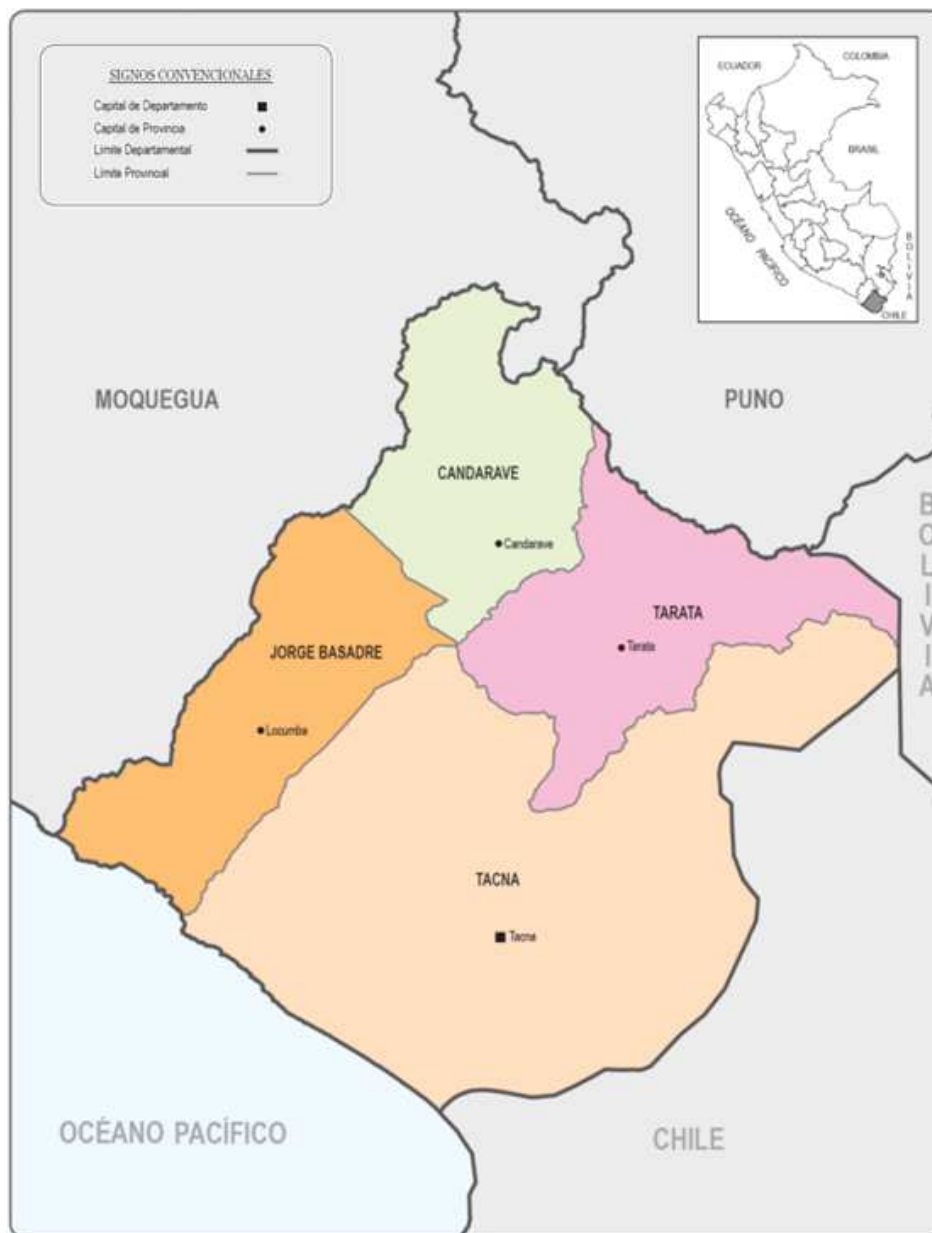 SIGNOS CONVENCIONALES
Capital de Departamento
Capital de Provincia
Límite Departamental
Límite Provincial
ECUADOR
COLOMBIA
BRASIL
OCÉANO PACÍFICO
BOLIVIA
CHILE
MOQUEGUA
PUNO
CANDARAVE
Candarave
BOLIVIA
TARATA
Tarata
JORGE BASADRE
Locumba
TACNA
Tacna
OCÉANO PACÍFICO
CHILE